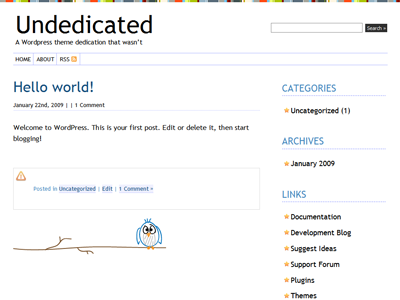 Undedicated
A Wordpress theme dedication that wasn't
Search »
HOME ABOUT RSS
Hello world!
January 22nd, 2009 | | 1 Comment
Welcome to WordPress. This is your first post. Edit or delete it, then start
blogging!
Posted in Uncategorized | Edit | 1 Comment »
CATEGORIES
Uncategorized (1)
ARCHIVES
January 2009
LINKS
Documentation
Development Blog
Suggest Ideas
Support Forum
Plugins
Themes